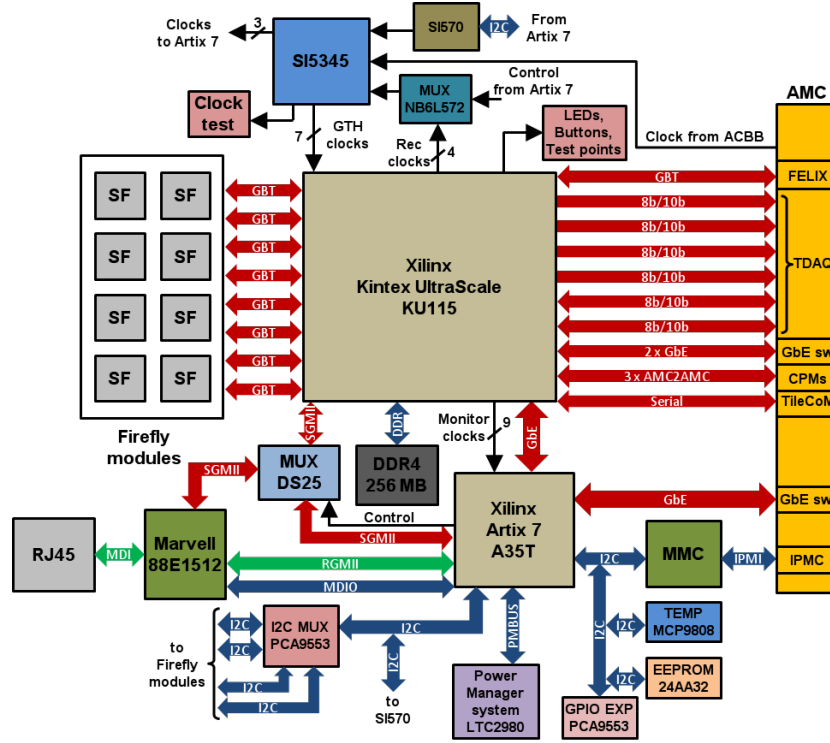 Clocks
to Artix 7
3
SI5345
SI570
I2C
From
Artix 7
MUX
NB6L572
Control
from Artix 7
Clock
test
7
GTH
clocks
Rec
clocks
4
LEDs,
Buttons,
Test points
Clock from ACBB
AMC
SF SF
SF SF
SF SF
SF SF
Firefly
modules
GBT
GBT
GBT
GBT
GBT
GBT
GBT
GBT
Xilinx
Kintex UltraScale
KU115
GBT
FELIX
8b/10b
8b/10b
8b/10b
8b/10b
8b/10b
8b/10b
TDAQ
2 x GbE
GbE sw
3 x AMC2AMC
CPMs
Serial
TileCoM
SGMII
DDR
Monitor
clocks
9
GbE
SGMII
MUX
DS25
DDR4
256 MB
Control
SGMII
Xilinx
Artix 7
A35T
GbE
GbE sw
RJ45
MDI
Marvell
88E1512
RGMII
MDIO
I2C
MMC
IPMI
IPMC
to
Firefly
modules
I2C
I2C
I2C
I2C
I2C MUX
PCA9553
I2C
I2C
to
SI570
PMBUS
Power
Manager
system
LTC2980
I2C
I2C
TEMP
MCP9808
I2C
EEPROM
24AA32
GPIO EXP
PCA9553